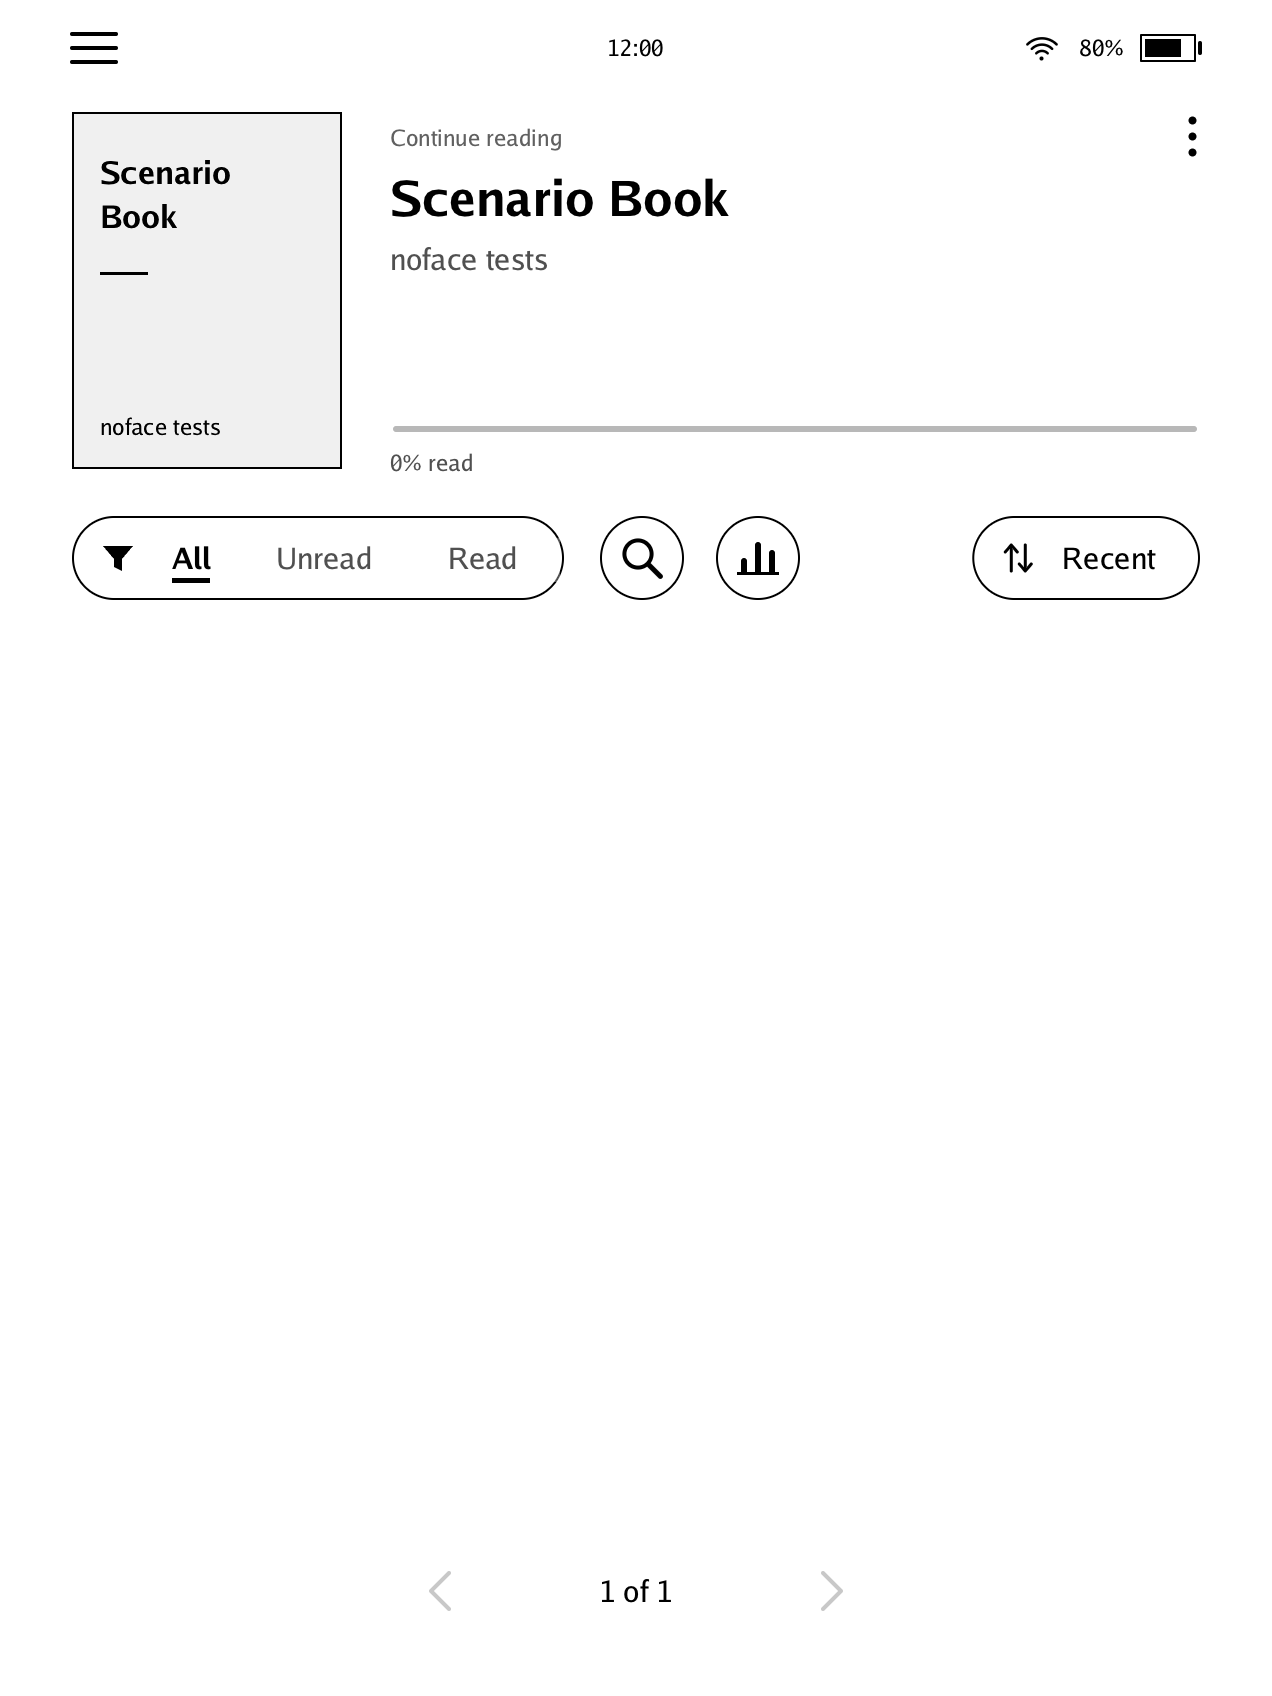 12:00
80%
Scenario
Book
noface tests
Continue reading
Scenario Book
noface tests
0% read
All
Unread
Read
Recent
1 of 1